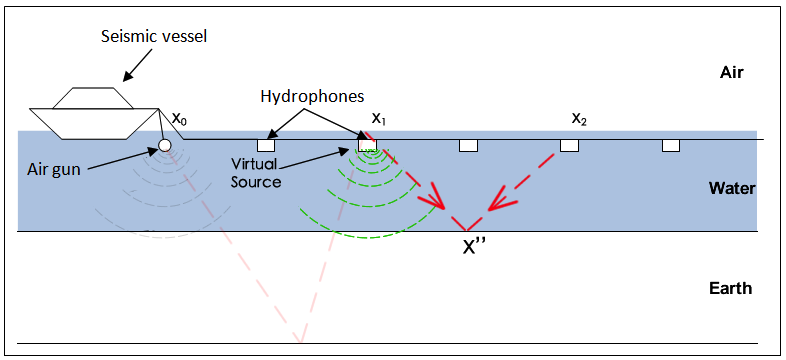 Seismic vessel
Air
Hydrophones
X0
X1
X2
Air gun
Virtual
Source
Water
X’’
Earth